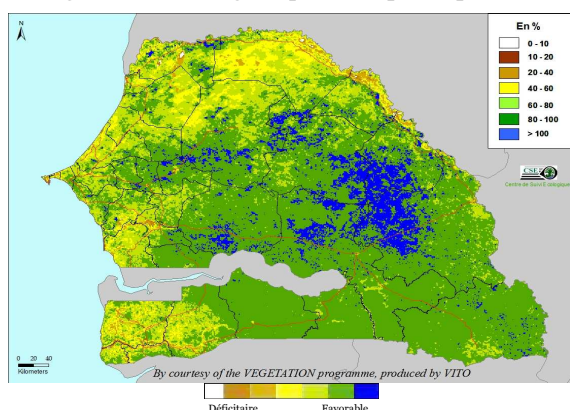 N
En %
0 - 10
10 - 20
20 - 40
40 - 60
60 - 80
80 - 100
> 100
CSE
Centre de Suivi Ecologique
0 20 40
Kilometers
By courtesy of the VEGETATION programme, produced by VITO
Déficitaire Favorable